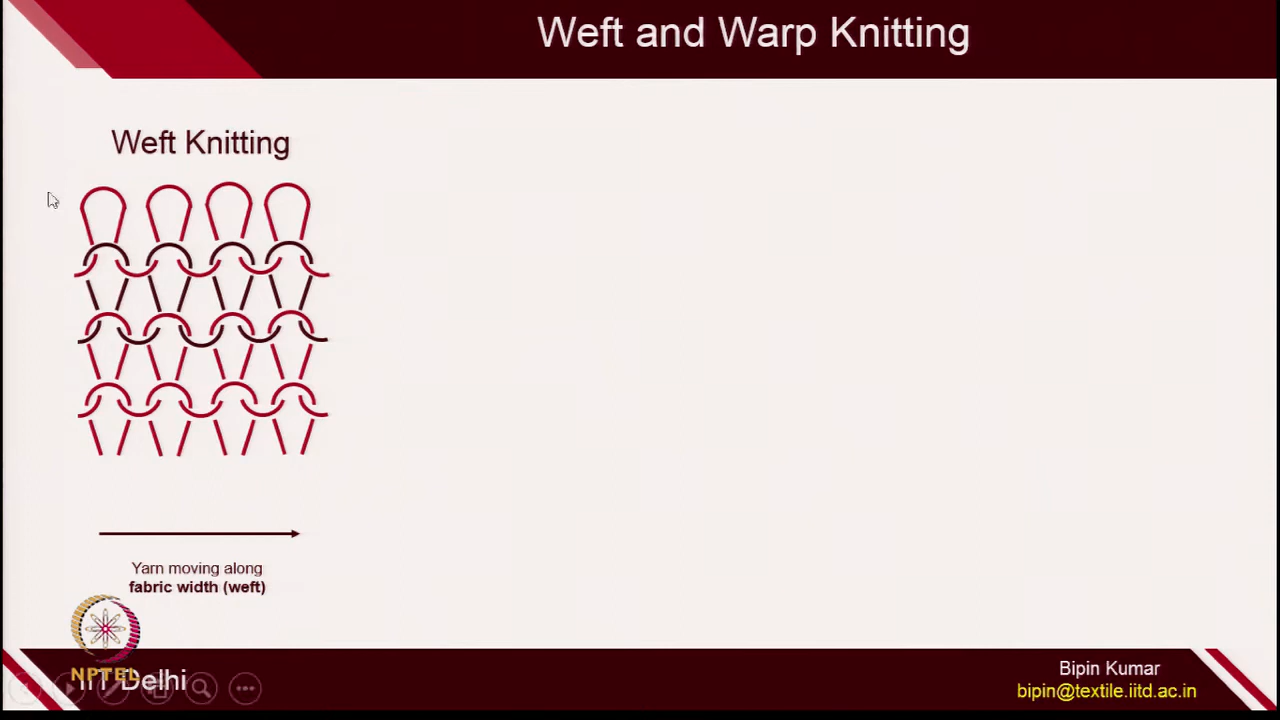 Weft and Warp Knitting
Weft Knitting
Yarn moving along
fabric width (weft)
NPTEL
IIT Delhi
Bipin Kumar
bipin@textile.iitd.ac.in